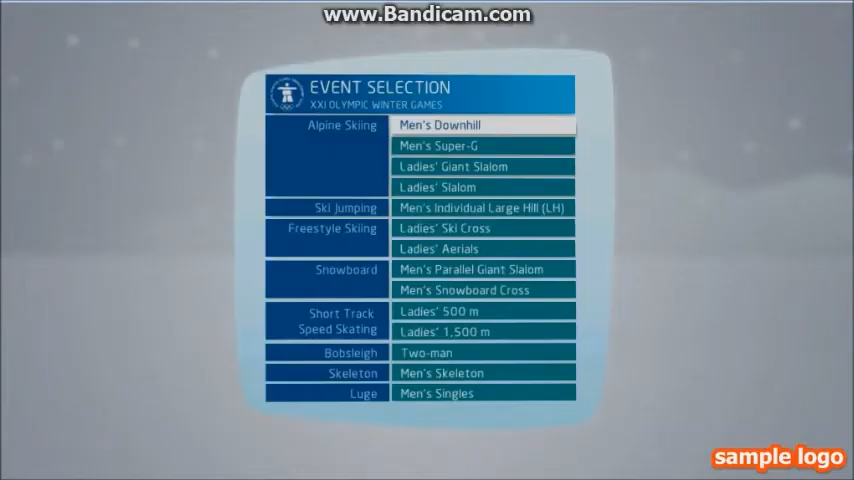 www.Bandicam.com
EVENT SELECTION
XXI OLYMPIC WINTER GAMES
Alpine Skiing
Men's Downhill
Men's Super-G
Ladies' Giant Slalom
Ladies' Slalom
Ski Jumping
Men's Individual Large Hill (LH)
Freestyle Skiing
Ladies' Ski Cross
Ladies' Aerials
Snowboard
Men's Parallel Giant Slalom
Men's Snowboard Cross
Short Track
Speed Skating
Ladies' 500 m
Ladies' 1,500 m
Bobsleigh
Two-man
Skeleton
Men's Skeleton
Luge
Men's Singles
sample logo